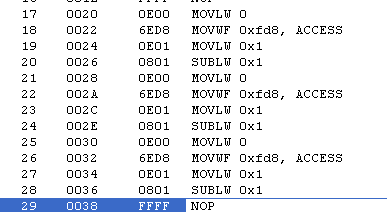 17 0020 0E00 MOVLW 0
18 0022 6ED8 MOVWF 0xfd8, ACCESS
19 0024 0E01 MOVLW 0x1
20 0026 0801 SUBLW 0x1
21 0028 0E00 MOVLW 0
22 002A 6ED8 MOVWF 0xfd8, ACCESS
23 002C 0E01 MOVLW 0x1
24 002E 0801 SUBLW 0x1
25 0030 0E00 MOVLW 0
26 0032 6ED8 MOVWF 0xfd8, ACCESS
27 0034 0E01 MOVLW 0x1
28 0036 0801 SUBLW 0x1
29 0038 FFFF NOP